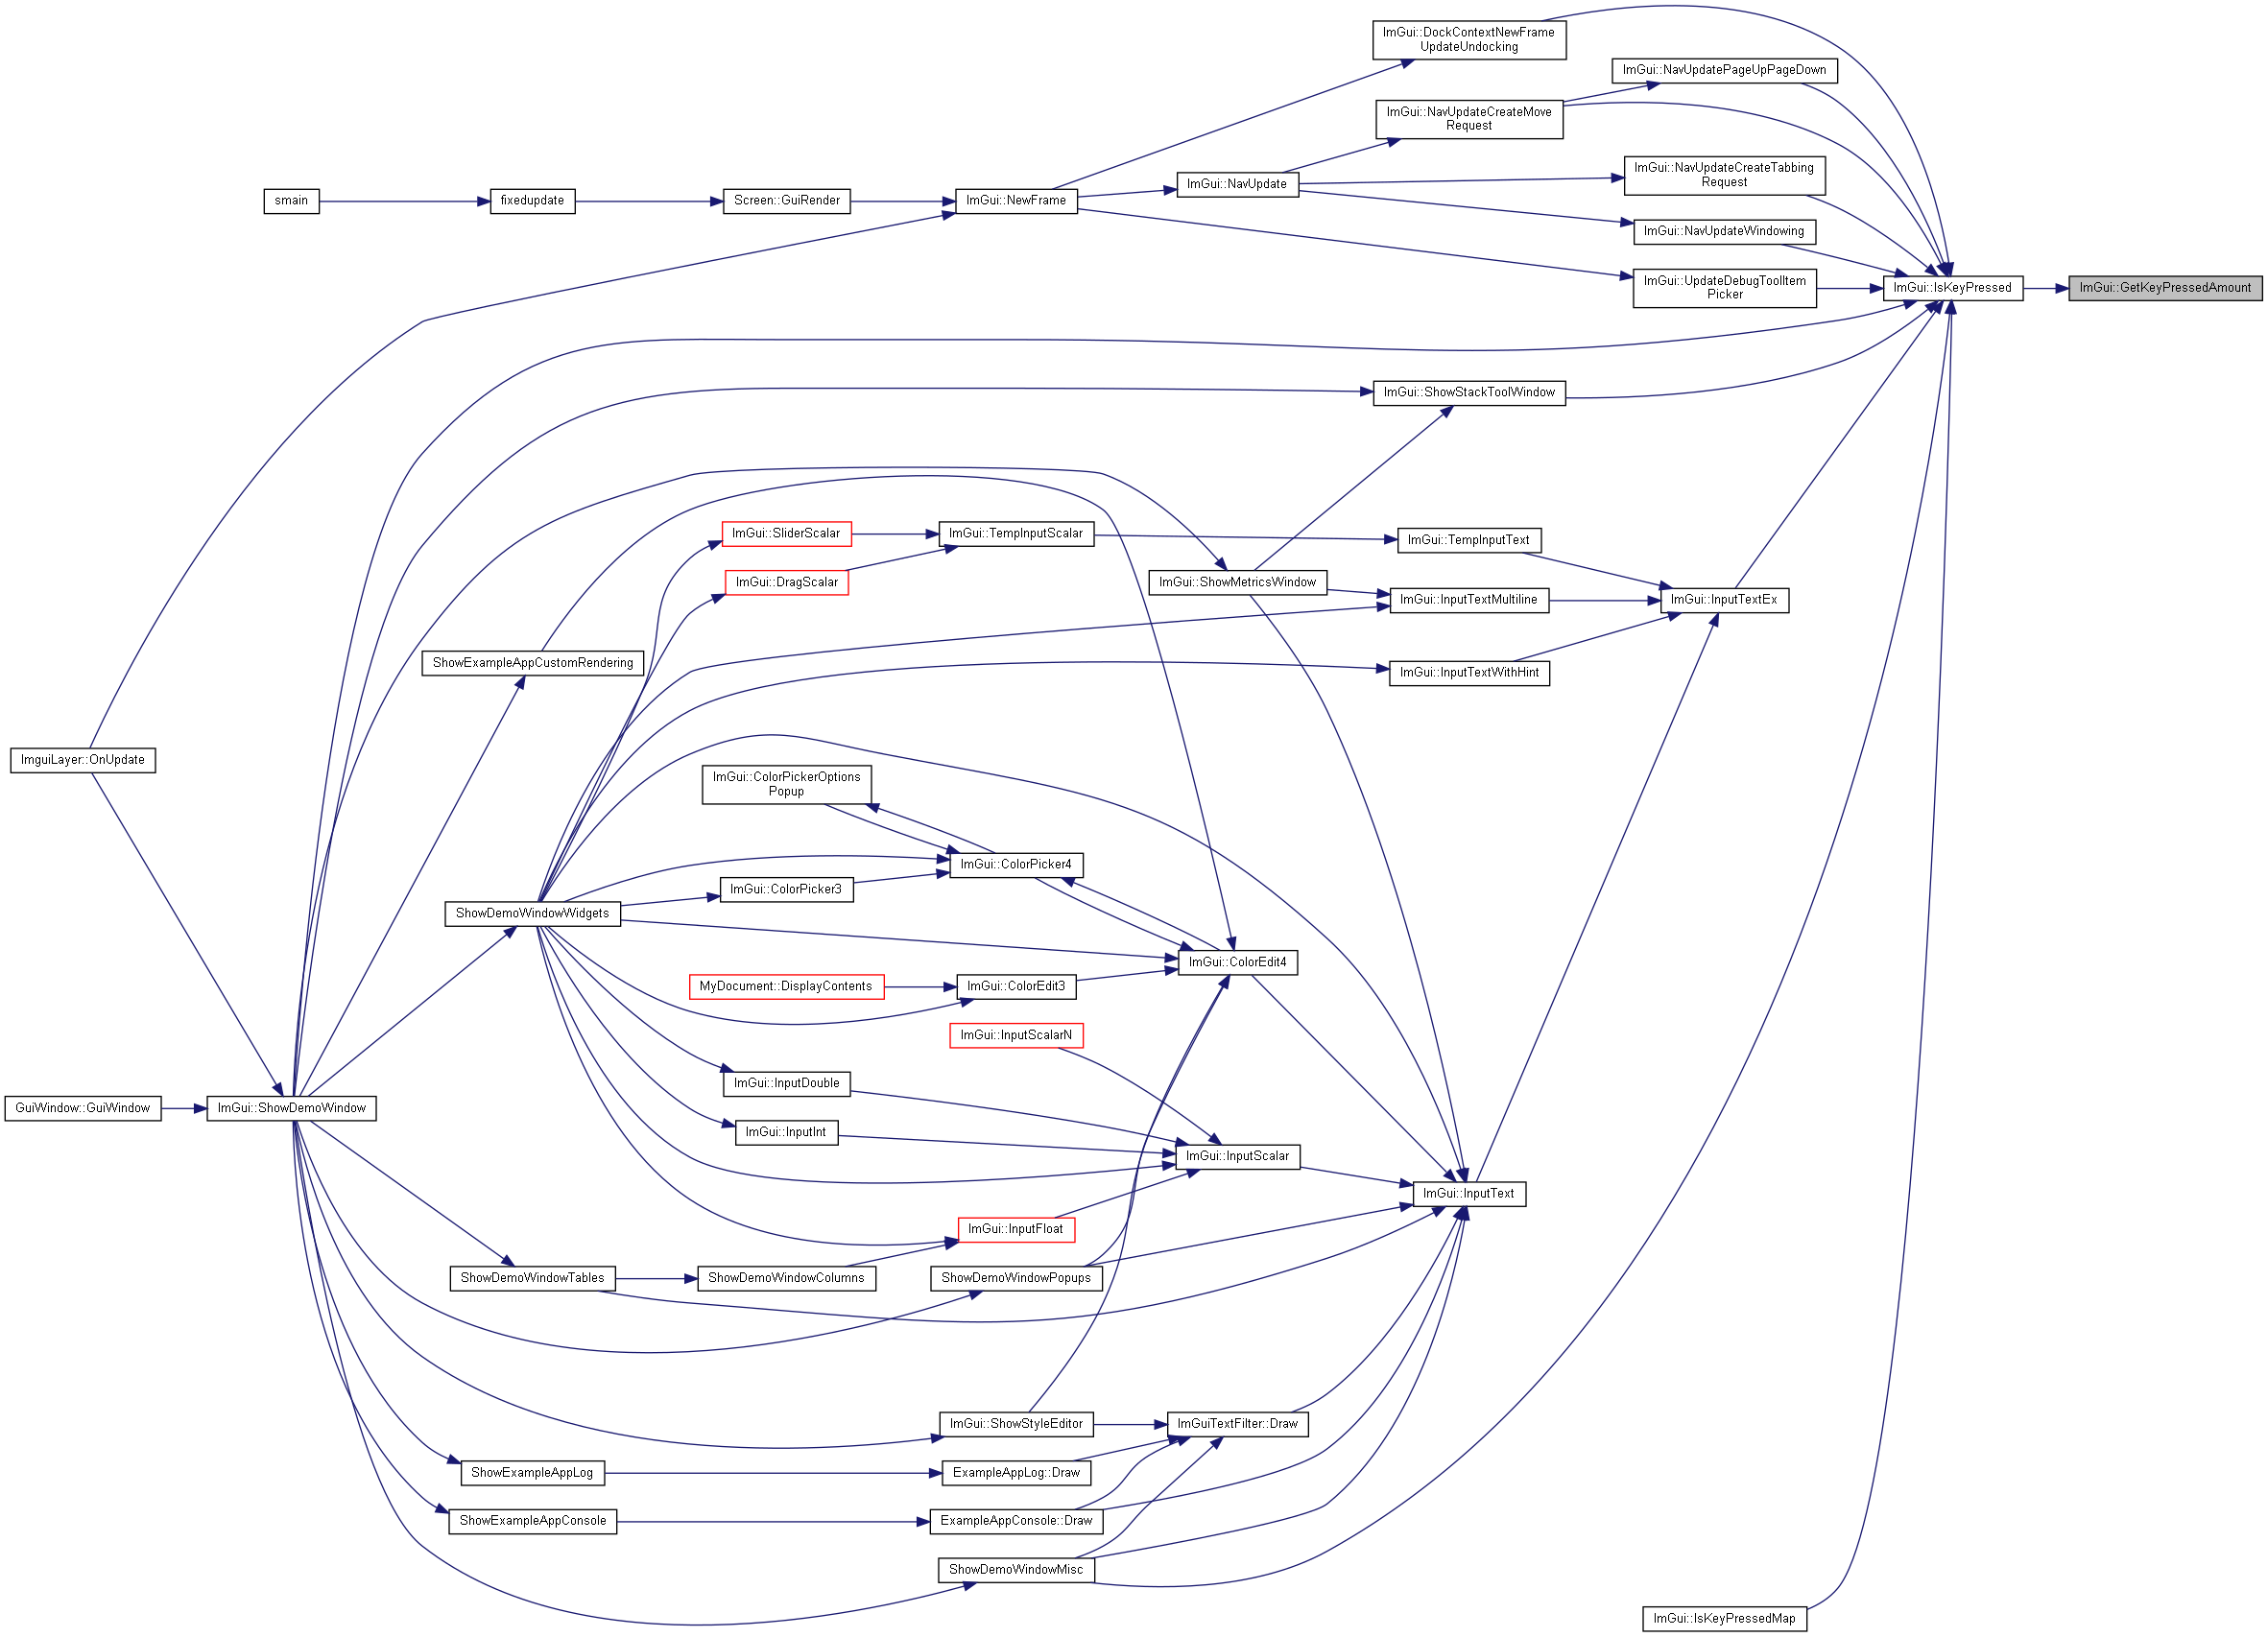 ImGui::DockContextNewFrame
UpdateUndocking
ImGui::NavUpdatePageUpPageDown
ImGui::NavUpdateCreateMove
Request
ImGui::NavUpdateCreateTabbing
Request
ImGui::NavUpdate
smain
fixedupdate
Screen::GuiRender
ImGui::NewFrame
ImGui::NavUpdateWindowing
ImGui::UpdateDebugToolItem
Picker
ImGui::IsKeyPressed
ImGui::GetKeyPressedAmount
ImGui::ShowStackToolWindow
ImGui::SliderScalar
ImGui::TempInputScalar
ImGui::TempInputText
ImGui::DragScalar
ImGui::ShowMetricsWindow
ImGui::InputTextMultiline
ImGui::InputTextEx
ShowExampleAppCustomRendering
ImGui::InputTextWithHint
ImguiLayer::OnUpdate
ImGui::ColorPickerOptions
Popup
ImGui::ColorPicker4
ImGui::ColorPicker3
ShowDemoWindowWidgets
ImGui::ColorEdit4
MyDocument::DisplayContents
ImGui::ColorEdit3
ImGui::InputScalarN
ImGui::InputDouble
GuiWindow::GuiWindow
ImGui::ShowDemoWindow
ImGui::InputInt
ImGui::InputScalar
ImGui::InputText
ImGui::InputFloat
ShowDemoWindowTables
ShowDemoWindowColumns
ShowDemoWindowPopups
ImGui::ShowStyleEditor
ImGuiTextFilter::Draw
ShowExampleAppLog
ExampleAppLog::Draw
ShowExampleAppConsole
ExampleAppConsole::Draw
ShowDemoWindowMisc
ImGui::IsKeyPressedMap